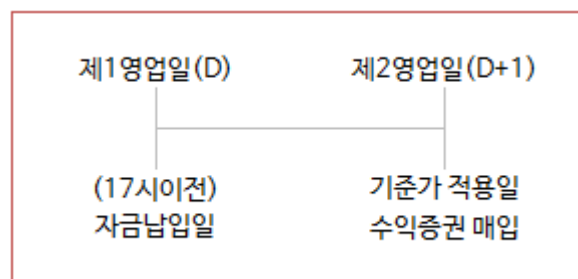 제1영업일(D)
제2영업일(D+1)
(17시이전)
자금납입일
기준가 적용일
수익증권 매입